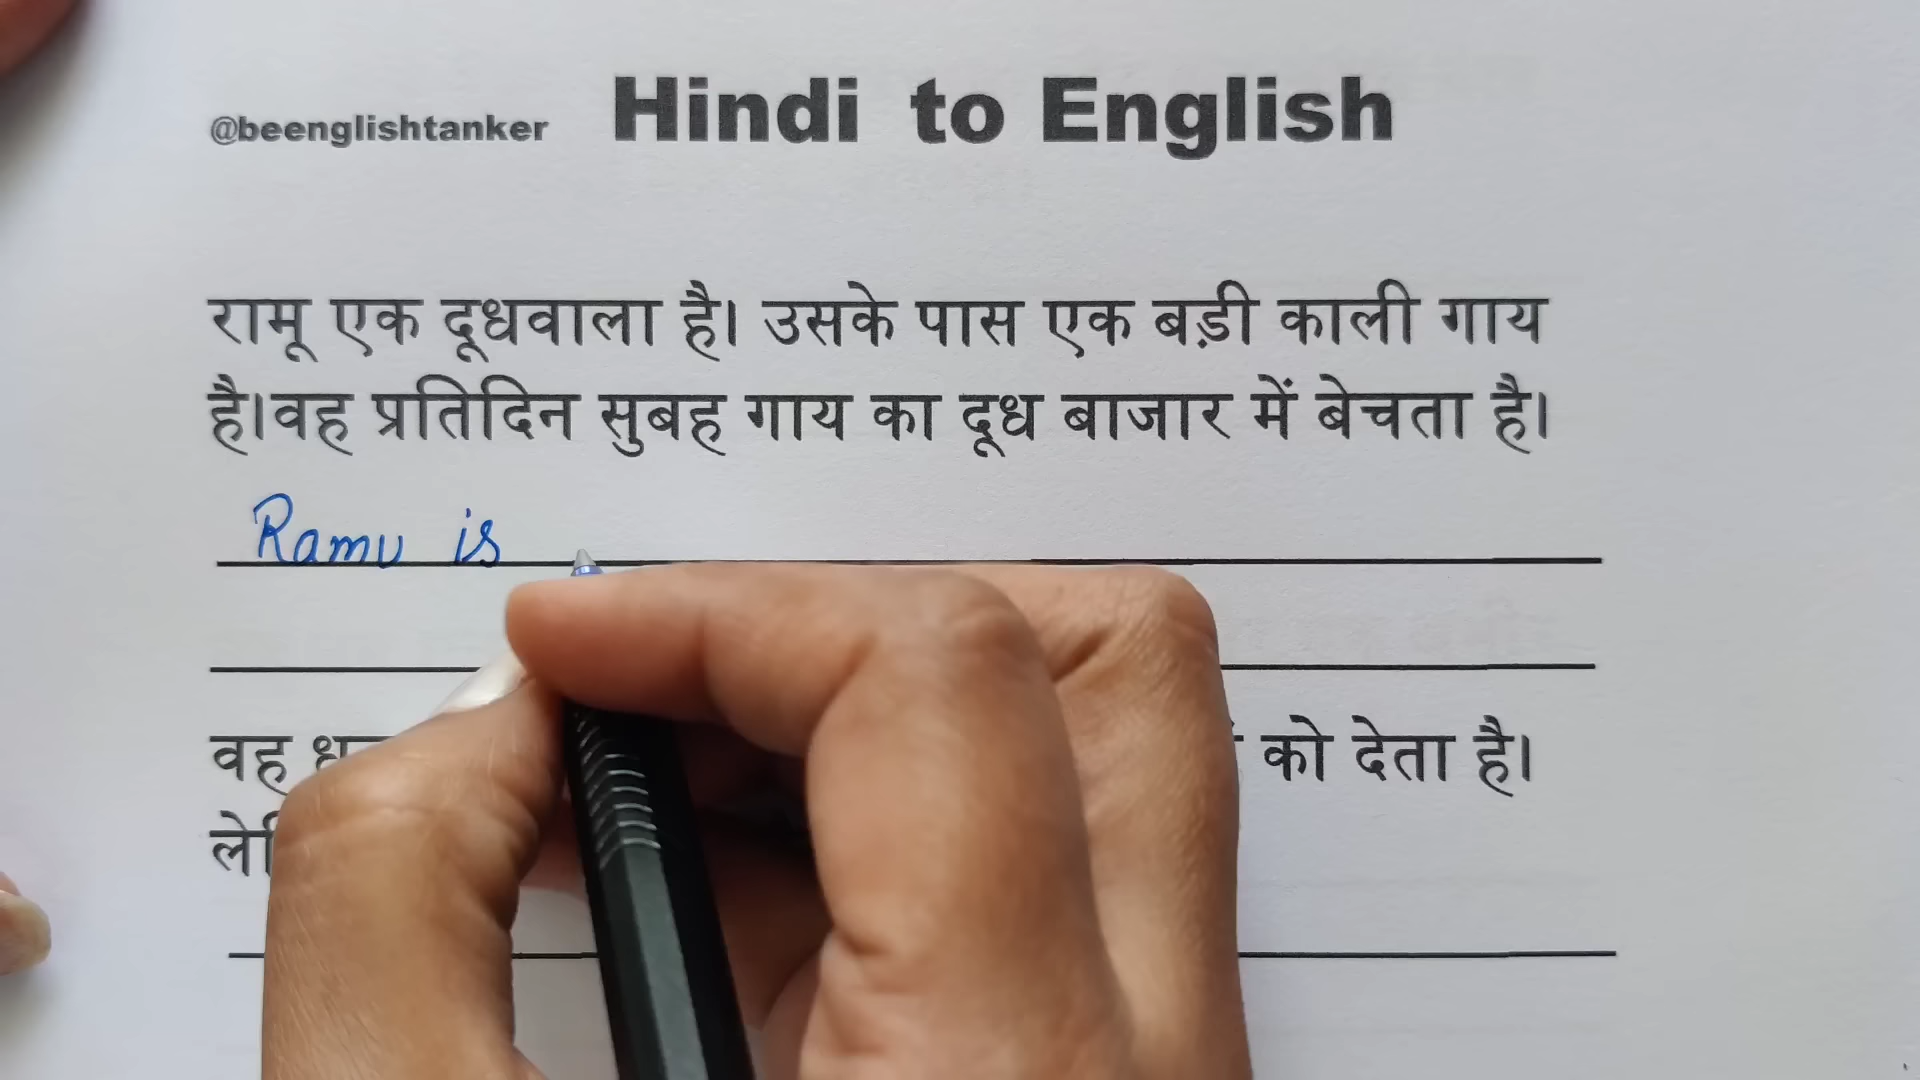 @beenglishtanker Hindi to English
रामू एक दूधवाला है। उसके पास एक बड़ी काली गाय
है।वह प्रतिदिन सुबह गाय का दूध बाजार में बेचता है।
Ramu is
वह को देता है।